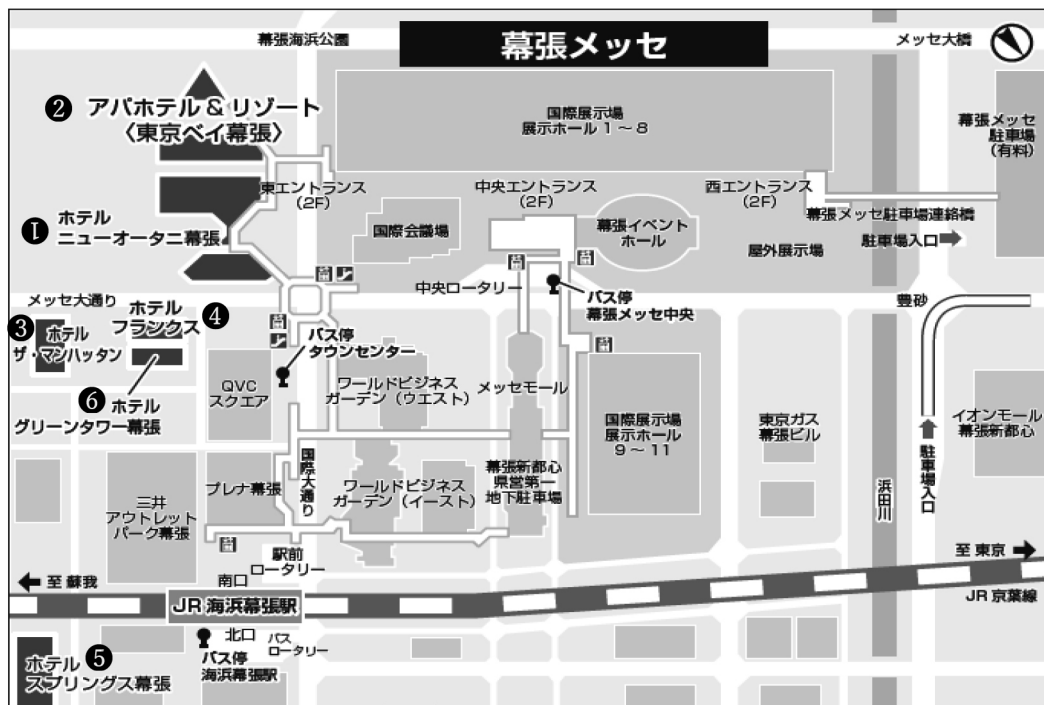 幕張海浜公園
幕張メッセ
メッセ大橋
❷ アパホテル & リゾート
〈東京ベイ幕張〉
国際展示場
展示ホール 1 ～ 8
幕張メッセ
駐車場
(有料)
東エントランス
(2F)
中央エントランス
(2F)
西エントランス
(2F)
幕張メッセ駐車場連絡橋
❶ ホテル
ニューオータニ幕張
国際会議場
幕張イベント
ホール
屋外展示場
駐車場入口
メッセ大通り
中央ロータリー
バス停
幕張メッセ中央
豊砂
ホテル
フランクス ❹
❸ ホテル
ザ・マンハッタン
バス停
タウンセンター
QVC
スクエア
ワールドビジネス
ガーデン（ウエスト）
メッセモール
❻ ホテル
グリーンタワー幕張
国際展示場
展示ホール
9 ～ 11
東京ガス
幕張ビル
イオンモール
幕張新都心
駐車場入口
国際大通り
プレナ幕張
ワールドビジネス
ガーデン（イースト）
幕張新都心
県営第一
地下駐車場
浜田川
三井
アウトレット
パーク幕張
駅前
ロータリー
至 蘇我
南口
至 東京
JR 海浜幕張駅
JR 京葉線
北口
バス
ロータリー
バス停
海浜幕張駅
ホテル ❺
スプリングス幕張